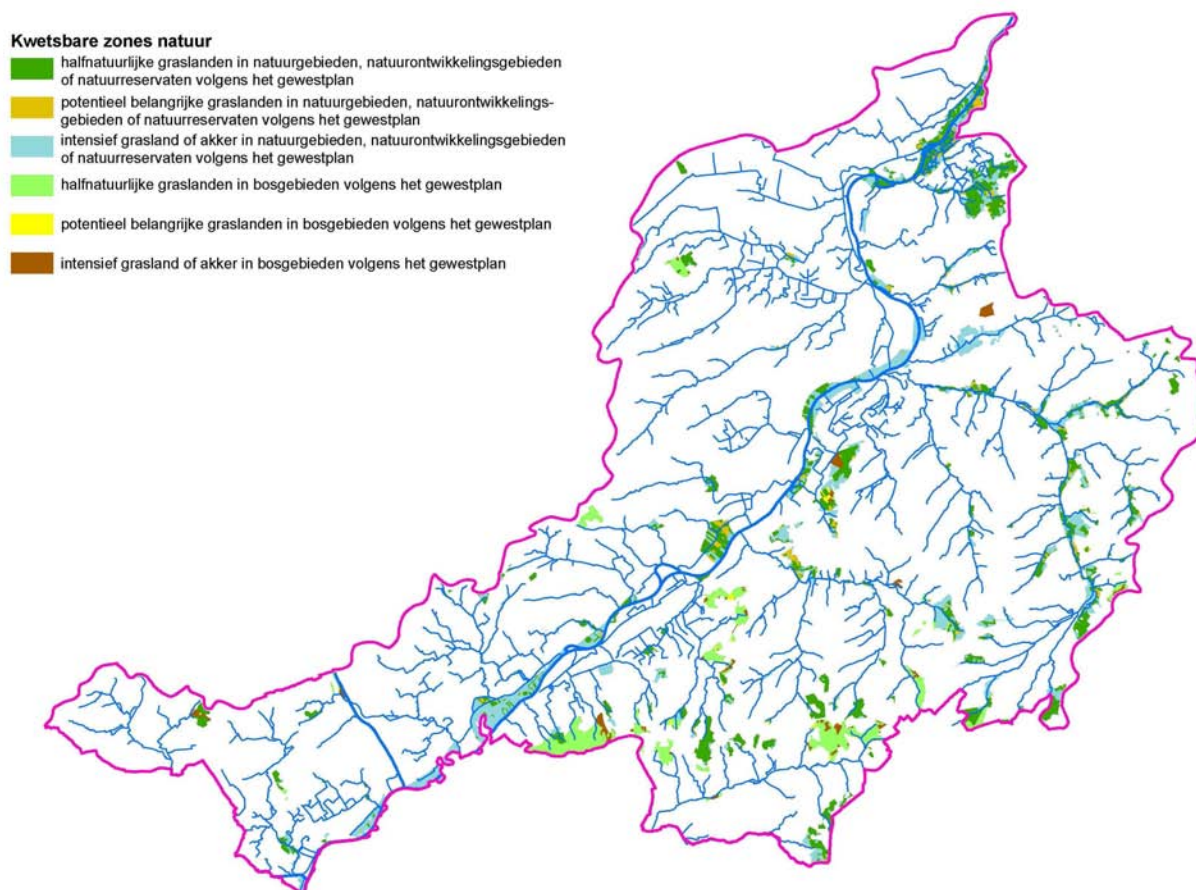 Kwetsbare zones natuur
halfnatuurlijke graslanden in natuurgebieden, natuurontwikkelingsgebieden
of natuurreservaten volgens het gewestplan
potentieel belangrijke graslanden in natuurgebieden, natuurontwikkelings-
gebieden of natuurreservaten volgens het gewestplan
intensief grasland of akker in natuurgebieden, natuurontwikkelingsgebieden
of natuurreservaten volgens het gewestplan
halfnatuurlijke graslanden in bosgebieden volgens het gewestplan
potentieel belangrijke graslanden in bosgebieden volgens het gewestplan
intensief grasland of akker in bosgebieden volgens het gewestplan